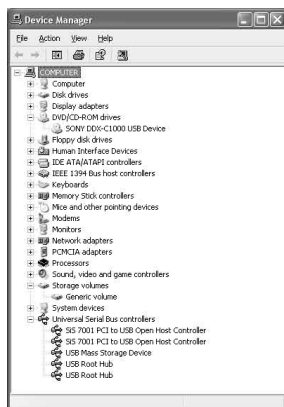 Device Manager
File Action View Help
COMPUTER
Computer
Disk drives
Display adapters
DVD/CD-ROM drives
SONY DDX-C1000 USB Device
Floppy disk drives
Human Interface Devices
IDE ATA/ATAPI controllers
IEEE 1394 Bus host controllers
Keyboards
Memory Stick controllers
Mice and other pointing devices
Modems
Network adapters
PCMCIA adapters
Processors
Sound, video and game controllers
Storage volumes
Generic volume
System devices
Universal Serial Bus controllers
SiS 7001 PCI to USB Open Host Controller
SiS 7001 PCI to USB Open Host Controller
USB Mass Storage Device
USB Root Hub
USB Root Hub